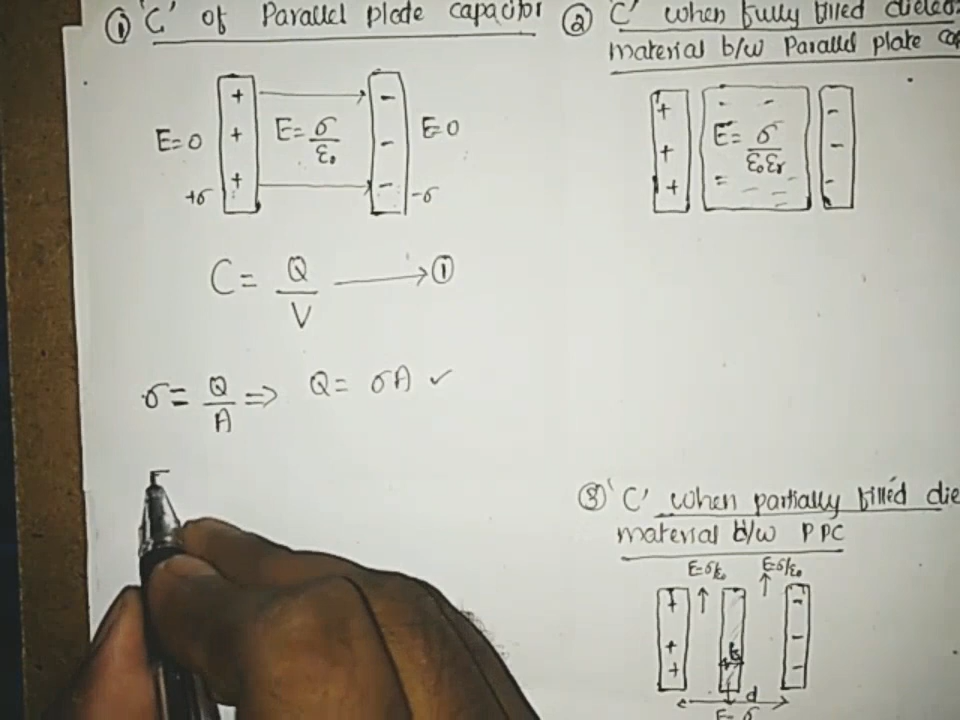 ① 'C' of Parallel plate capacitor
E=0 + E= σ/ε₀ - E=0
+ -
+ -
+σ -σ
C= Q/V ⟶ ①
σ= Q/A ⇒ Q= σA ✓
② 'C' when fully filled
material b/w Parallel plate
+ - - -
+ E= σ/ε₀εr -
+ = - -
③ 'C' when partially filled die
material b/w PPC
E=σ/ε₀ E=σ/ε₀
+ -
+ -
+ t -
d
E= σ